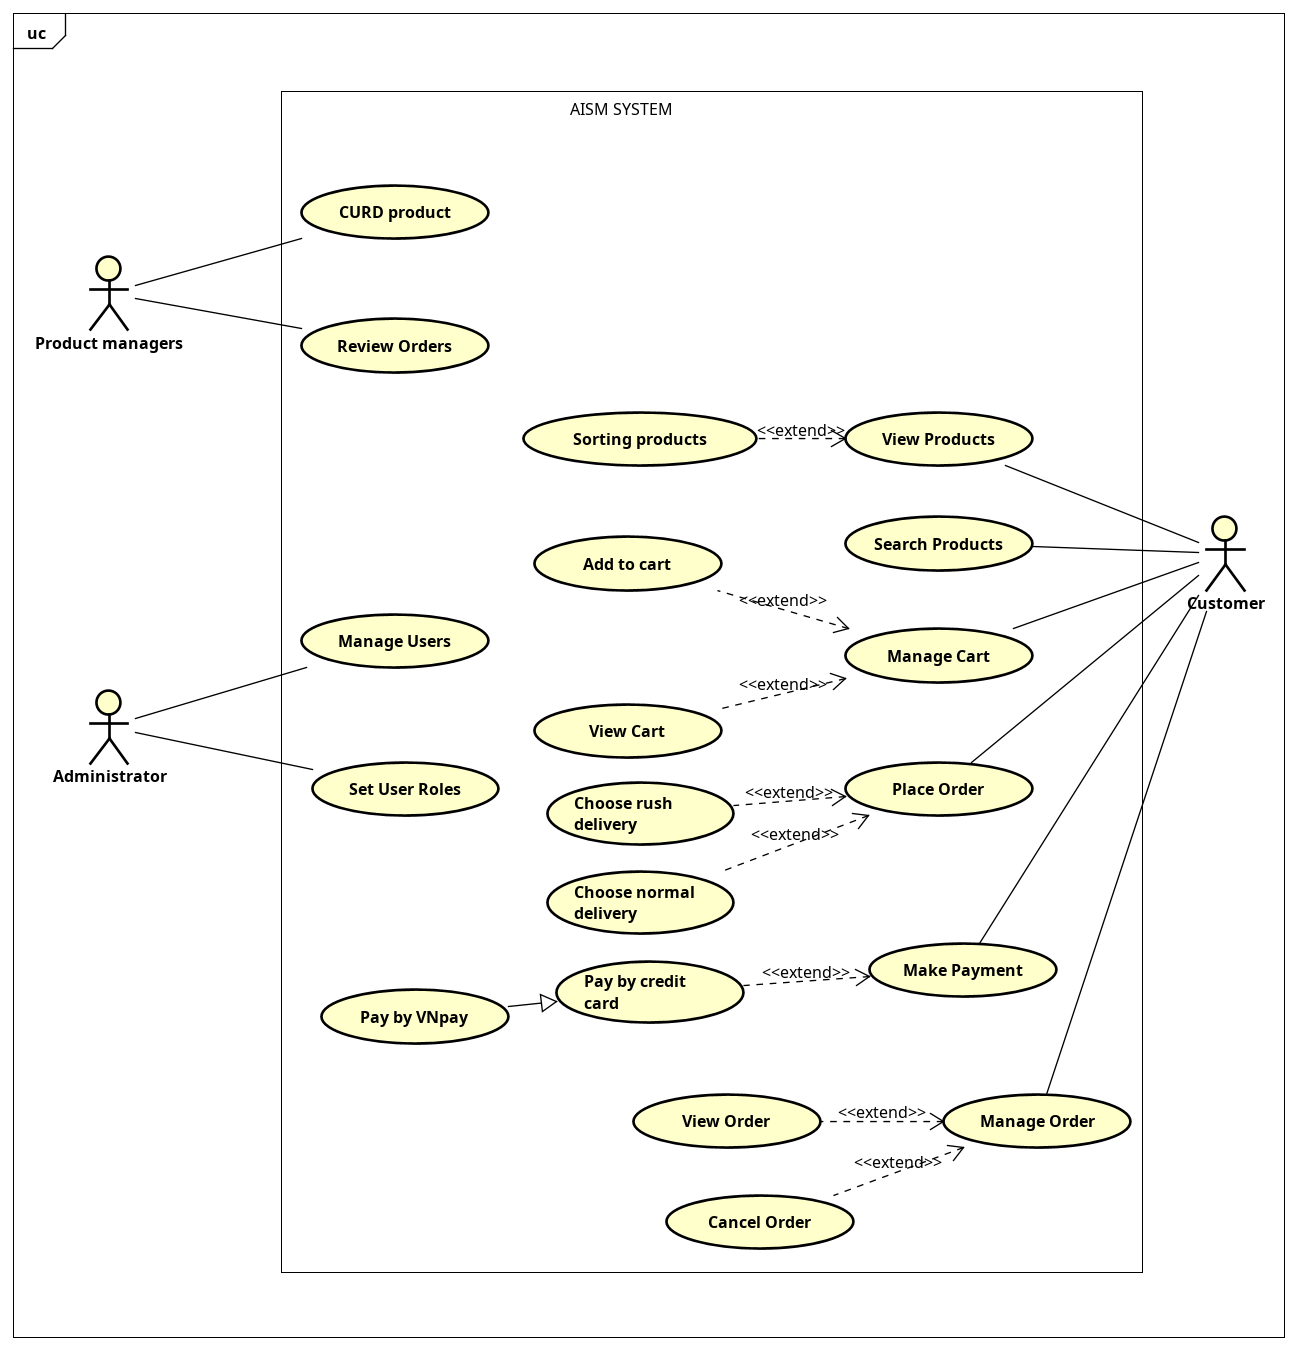 uc
AISM SYSTEM
CURD product
Product managers
Review Orders
Sorting products
<<extend>>
View Products
Search Products
Add to cart
<<extend>>
Customer
Manage Users
Manage Cart
<<extend>>
View Cart
Administrator
Set User Roles
Choose rush
delivery
<<extend>>
Place Order
<<extend>>
Choose normal
delivery
Pay by credit
card
<<extend>>
Make Payment
Pay by VNpay
View Order
<<extend>>
Manage Order
<<extend>>
Cancel Order